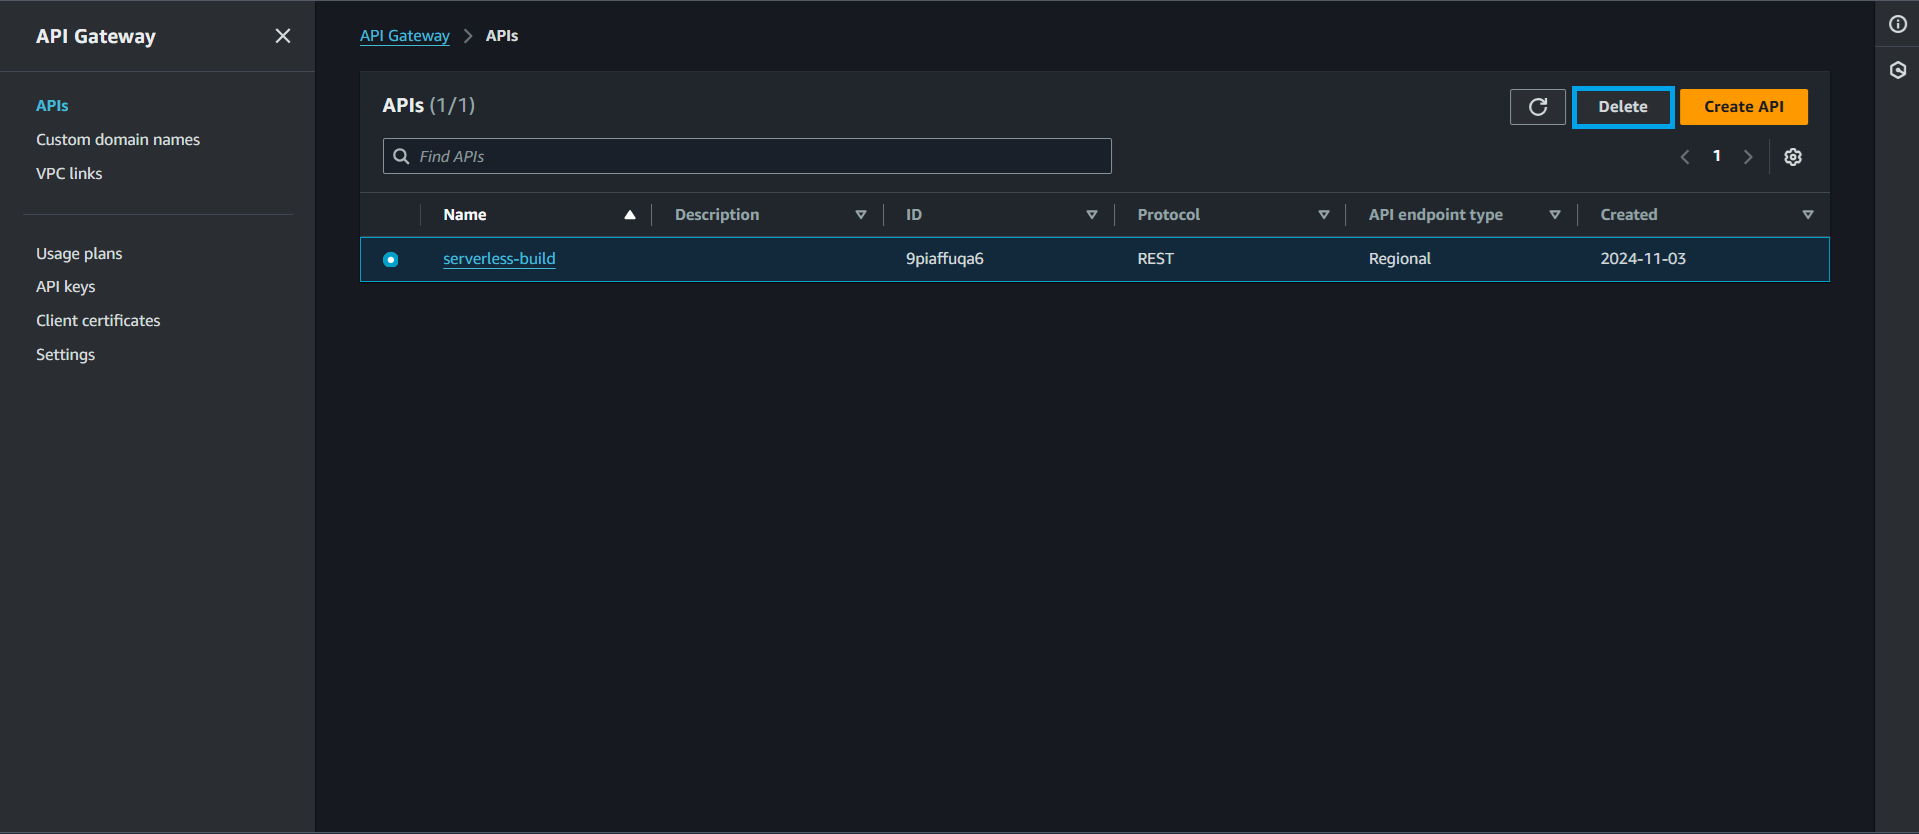 API Gateway
APIs
Custom domain names
VPC links
Usage plans
API keys
Client certificates
Settings
API Gateway > APIs
APIs (1/1)
Delete
Create API
Find APIs
1
Name Description ID Protocol API endpoint type Created
serverless-build 9piaffuqa6 REST Regional 2024-11-03